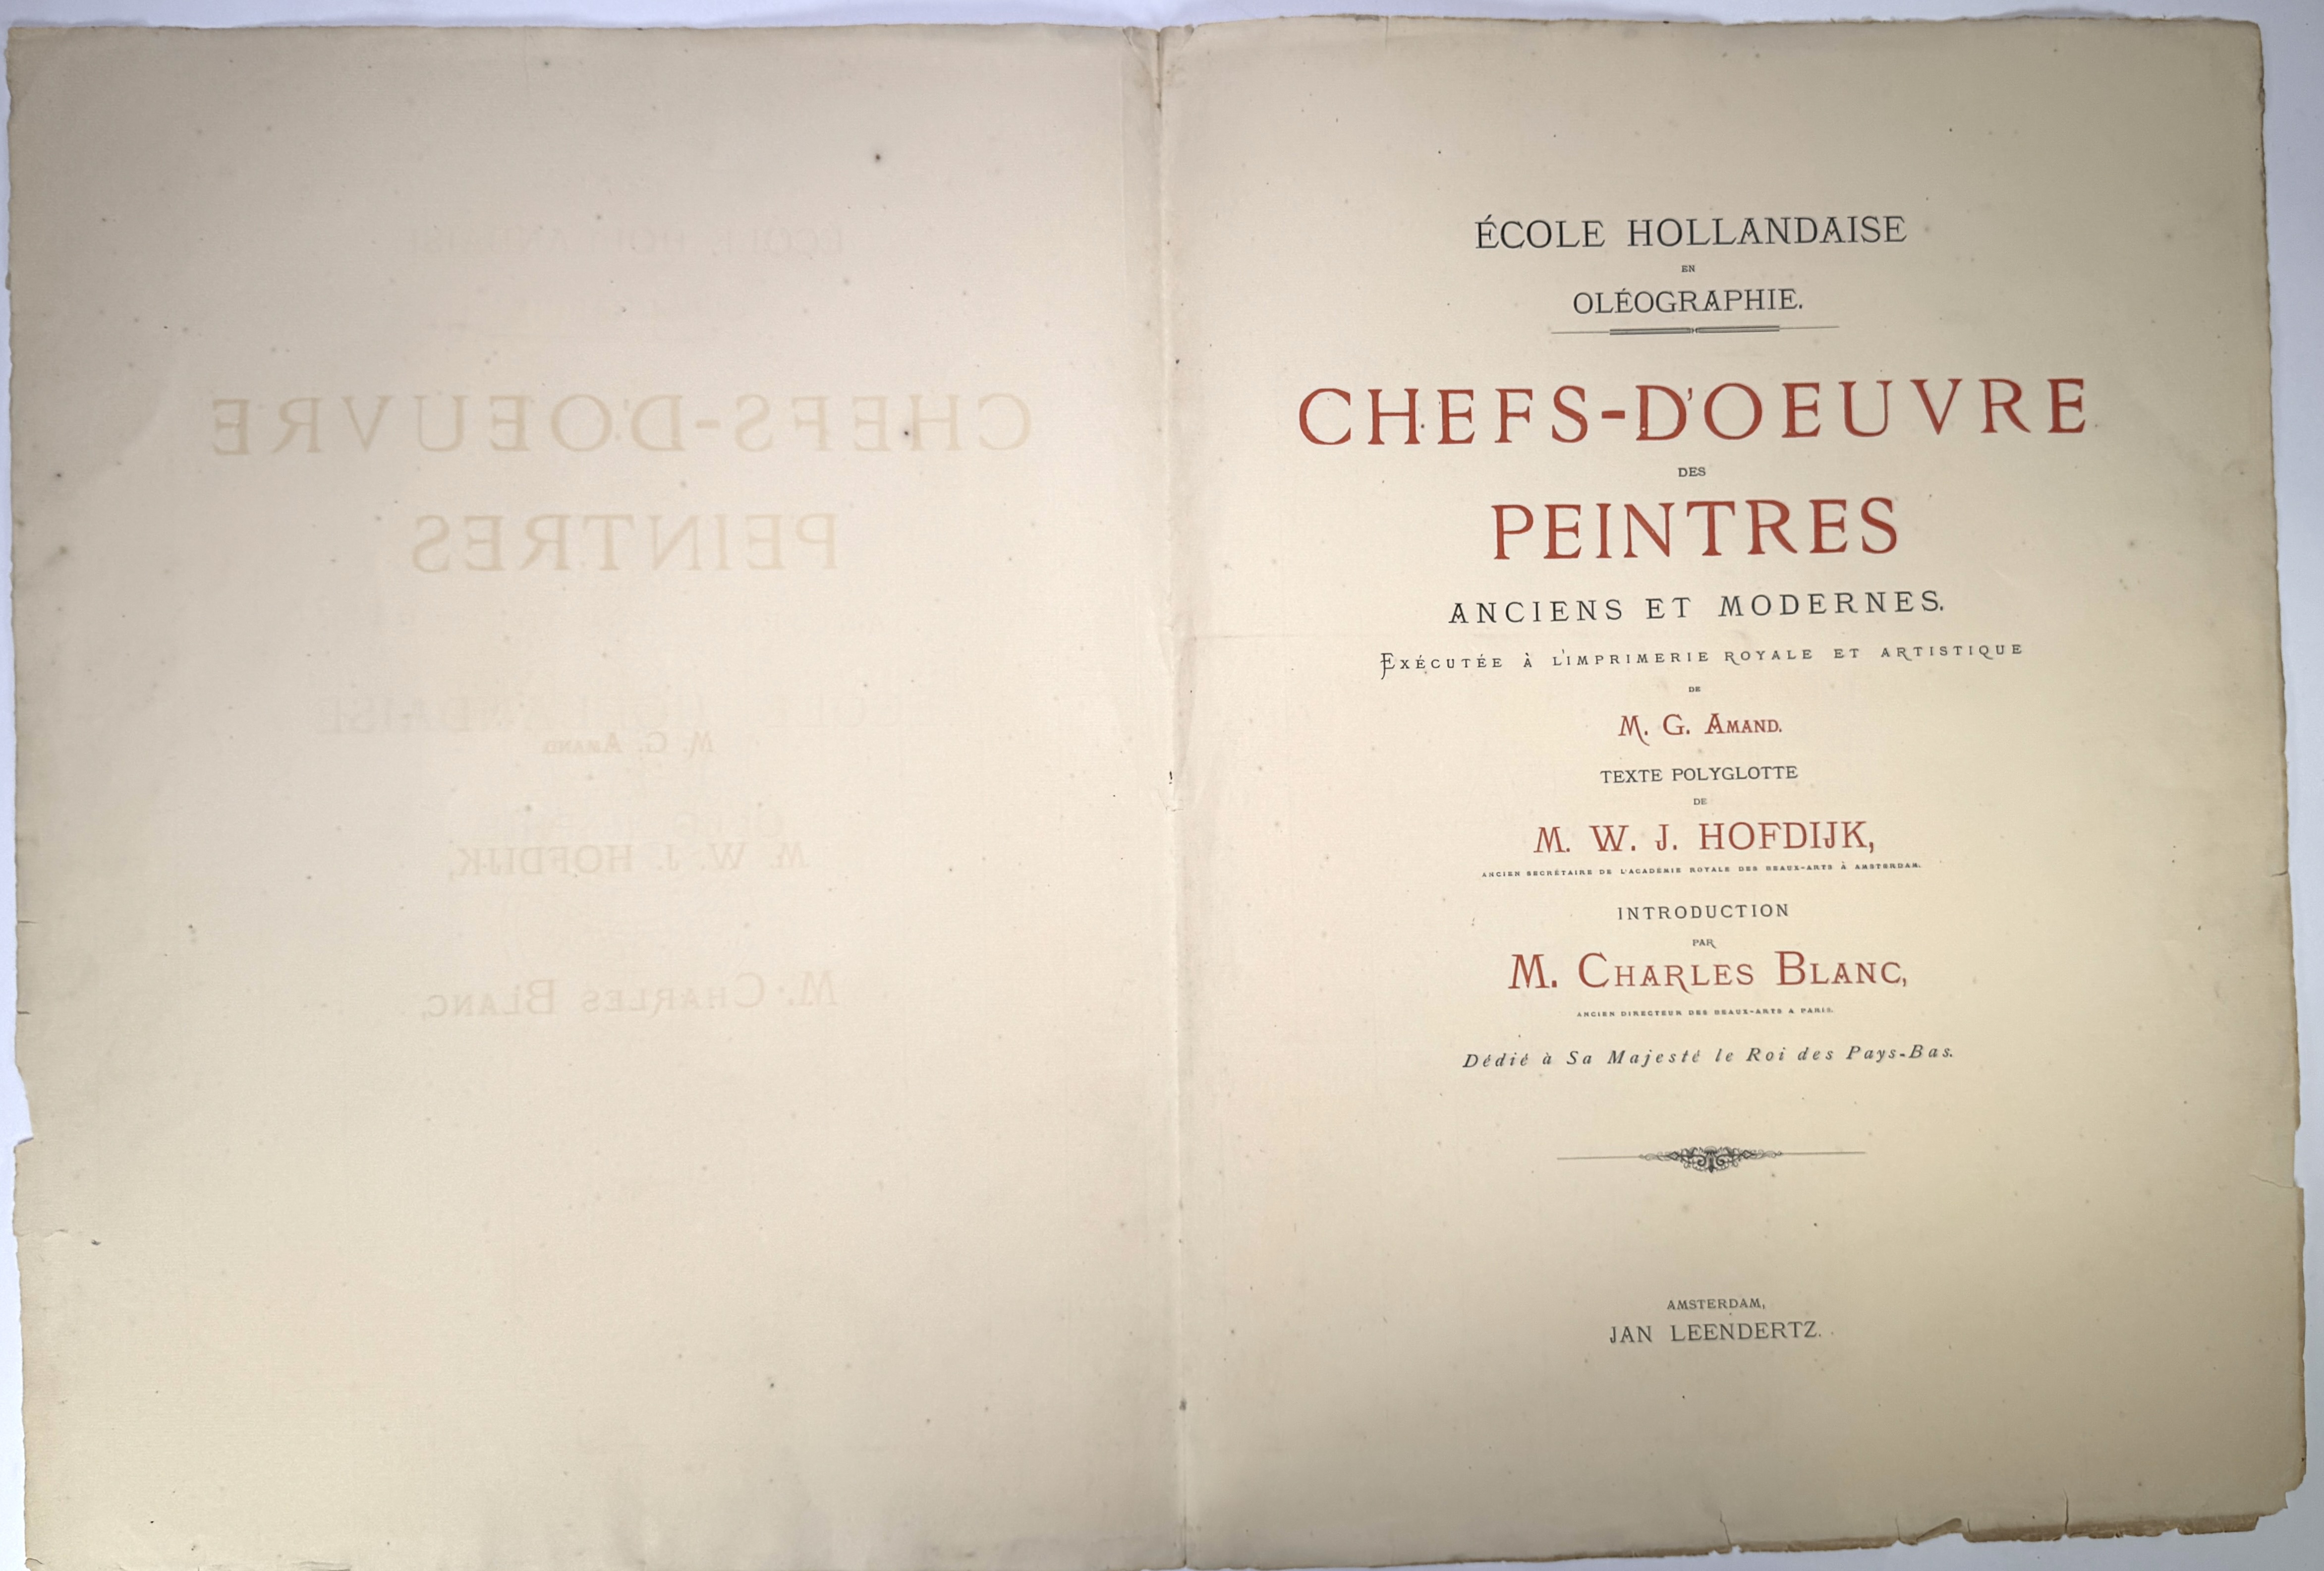 ÉCOLE HOLLANDAISE
EN
OLÉOGRAPHIE.
CHEFS-D'OEUVRE
DES
PEINTRES
ANCIENS ET MODERNES.
EXÉCUTÉE À L'IMPRIMERIE ROYALE ET ARTISTIQUE
DE
M. G. AMAND.
TEXTE POLYGLOTTE
DE
M. W. J. HOFDIJK,
ANCIEN SECRÉTAIRE DE L'ACADÉMIE ROYALE DES BEAUX-ARTS À AMSTERDAM.
INTRODUCTION
PAR
M. CHARLES BLANC,
ANCIEN DIRECTEUR DES BEAUX-ARTS A PARIS.
Dédié à Sa Majesté le Roi des Pays-Bas.
AMSTERDAM,
JAN LEENDERTZ.